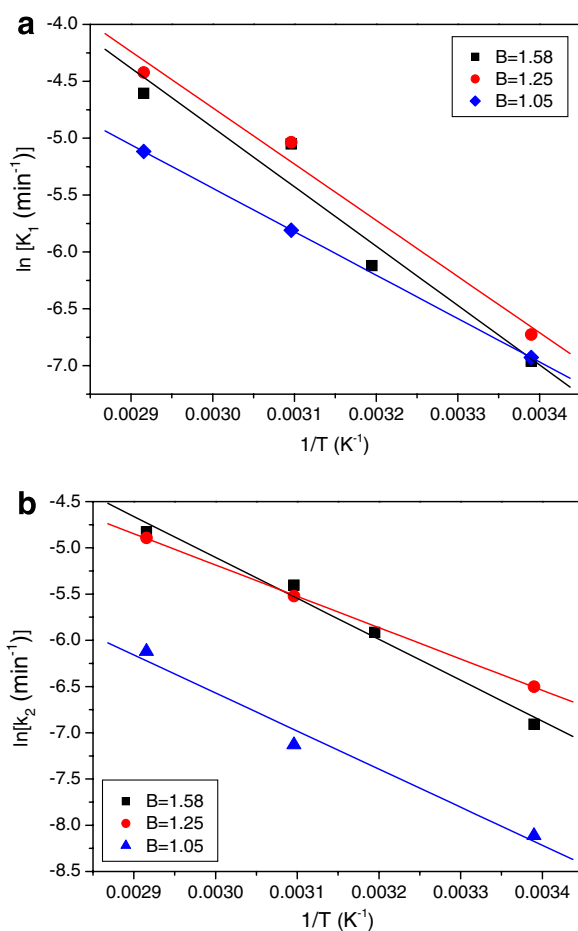 a
-4.0
-4.5
-5.0
-5.5
-6.0
-6.5
-7.0
ln [K₁ (min⁻¹)]
B=1.58
B=1.25
B=1.05
0.0029 0.0030 0.0031 0.0032 0.0033 0.0034
1/T (K⁻¹)
b
-4.5
-5.0
-5.5
-6.0
-6.5
-7.0
-7.5
-8.0
-8.5
ln[k₂ (min⁻¹)]
B=1.58
B=1.25
B=1.05
0.0029 0.0030 0.0031 0.0032 0.0033 0.0034
1/T (K⁻¹)